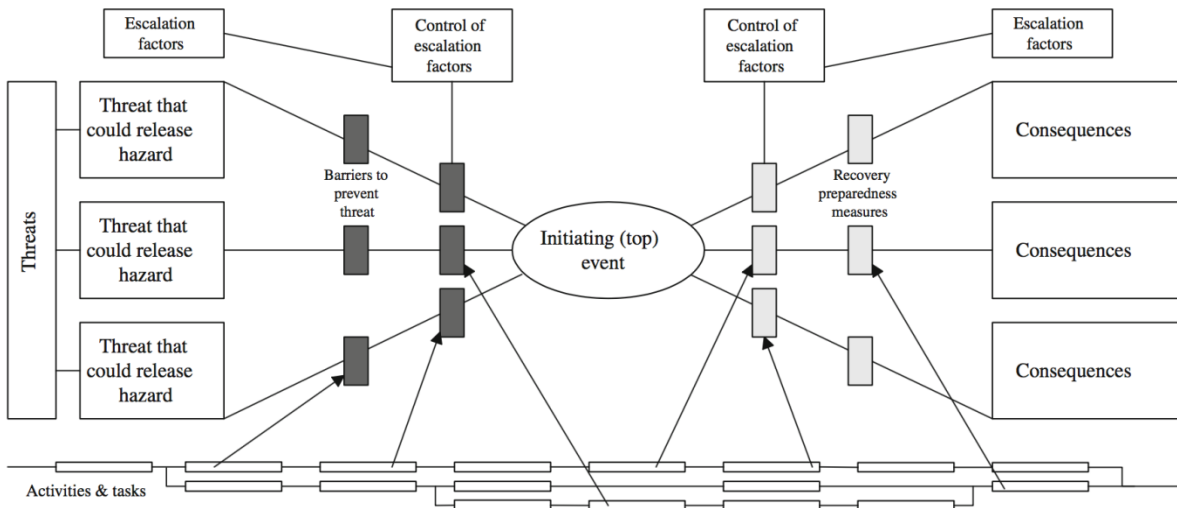 Escalation
factors
Control of
escalation
factors
Control of
escalation
factors
Escalation
factors
Threats
Threat that
could release
hazard
Barriers to
prevent
threat
Threat that
could release
hazard
Threat that
could release
hazard
Initiating (top)
event
Recovery
preparedness
measures
Consequences
Consequences
Consequences
Activities & tasks